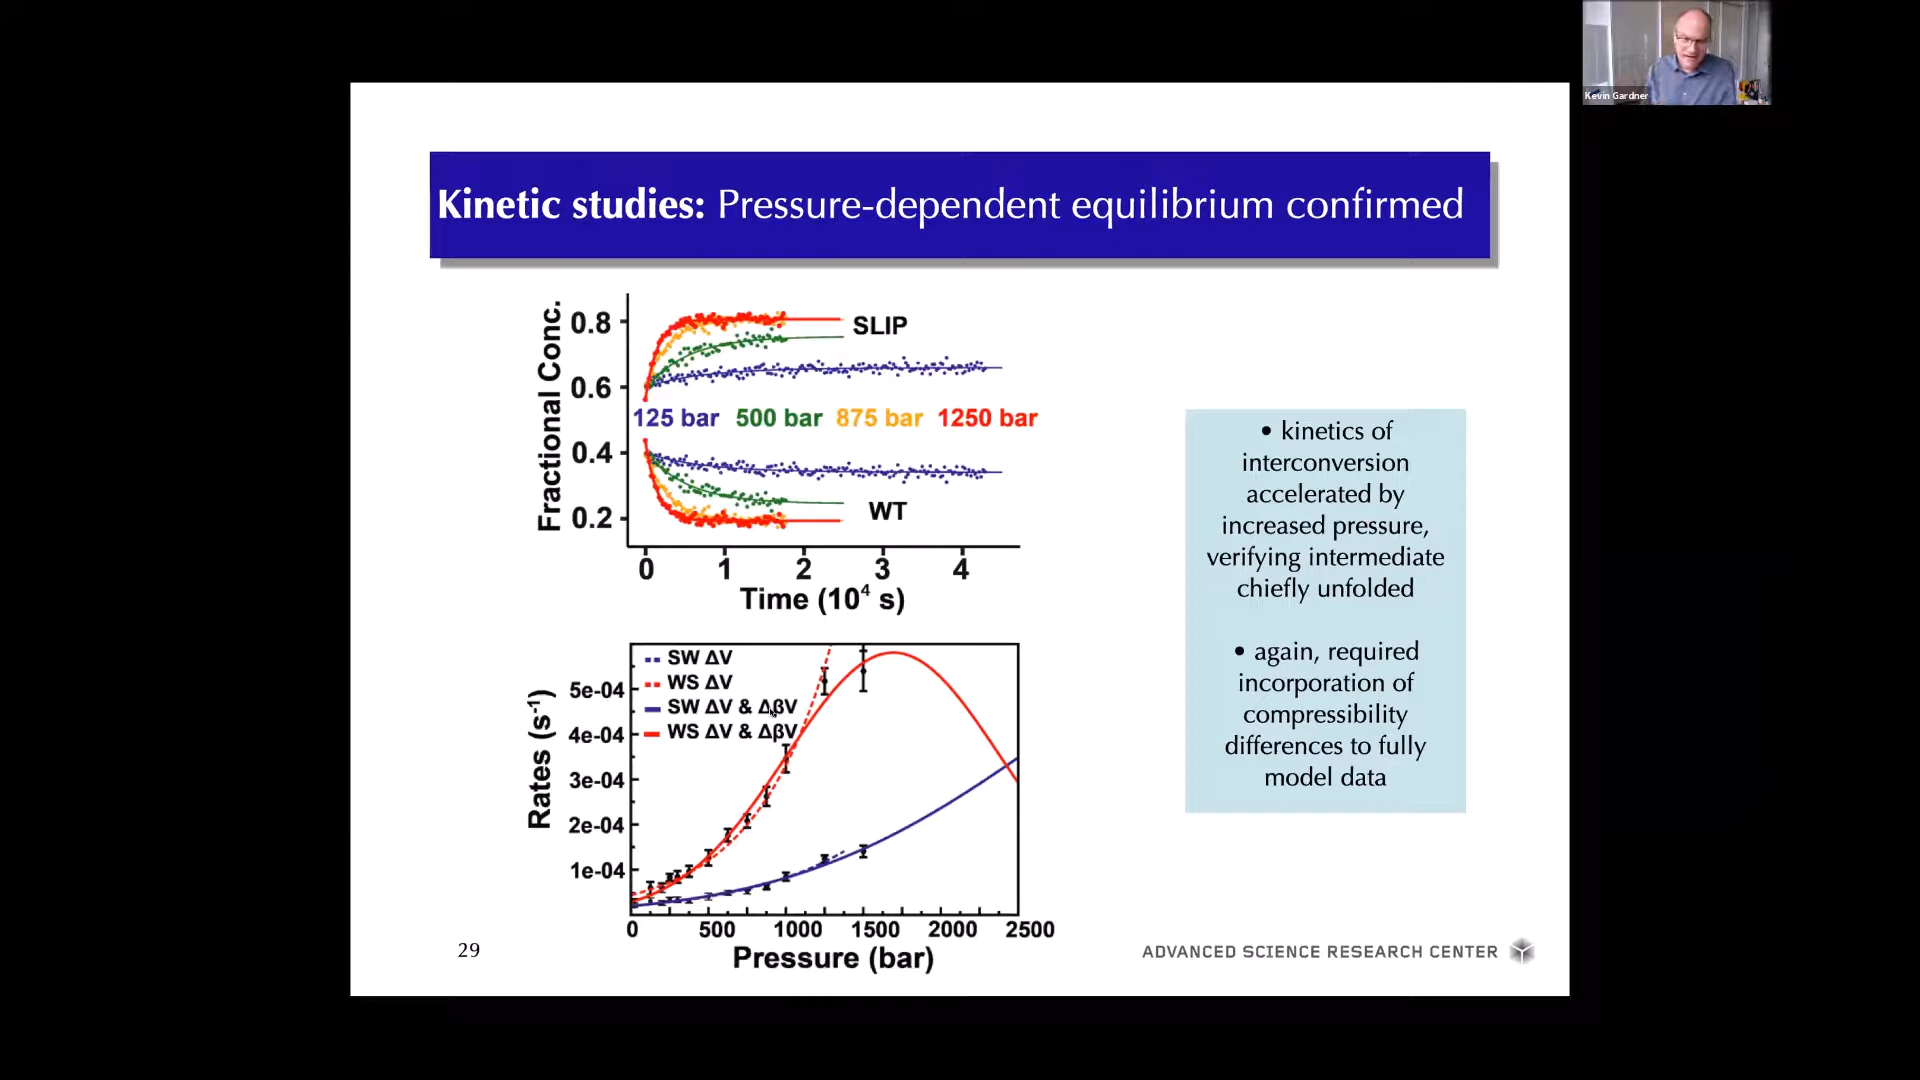 Kevin Gardner
Kinetic studies: Pressure-dependent equilibrium confirmed
Fractional Conc.
0.8
0.6
0.4
0.2
SLIP
125 bar 500 bar 875 bar 1250 bar
WT
0 1 2 3 4
Time (10⁴ s)
• kinetics of
interconversion
accelerated by
increased pressure,
verifying intermediate
chiefly unfolded
• again, required
incorporation of
compressibility
differences to fully
model data
Rates (s⁻¹)
5e-04
4e-04
3e-04
2e-04
1e-04
SW ΔV
WS ΔV
SW ΔV & ΔβV
WS ΔV & ΔβV
0 500 1000 1500 2000 2500
Pressure (bar)
29
ADVANCED SCIENCE RESEARCH CENTER